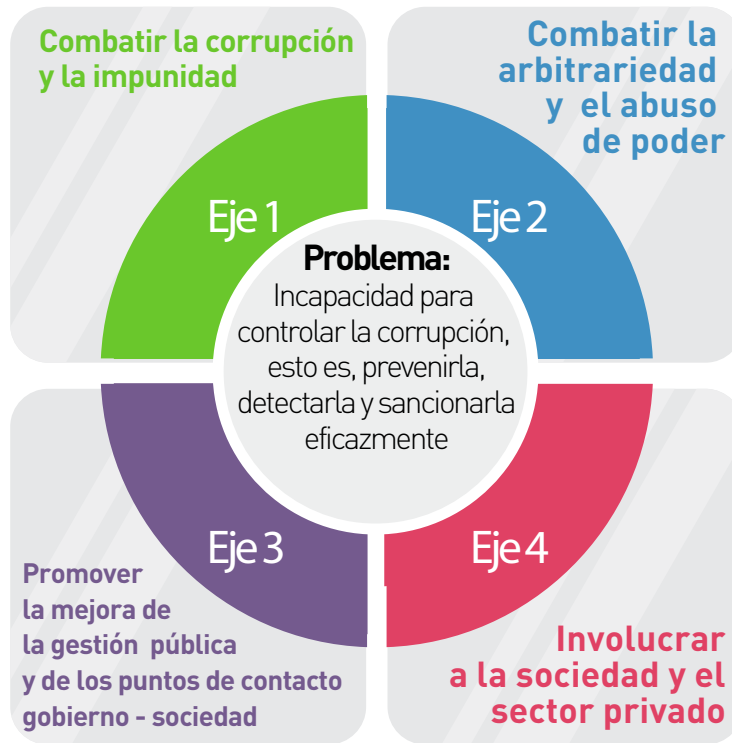 Combatir la corrupción
y la impunidad
Combatir la
arbitrariedad
y el abuso
de poder
Eje 1
Eje 2
Problema:
Incapacidad para
controlar la corrupción,
esto es, prevenirla,
detectarla y sancionarla
eficazmente
Eje 3
Eje 4
Promover
la mejora de
la gestión pública
y de los puntos de contacto
gobierno - sociedad
Involucrar
a la sociedad y el
sector privado